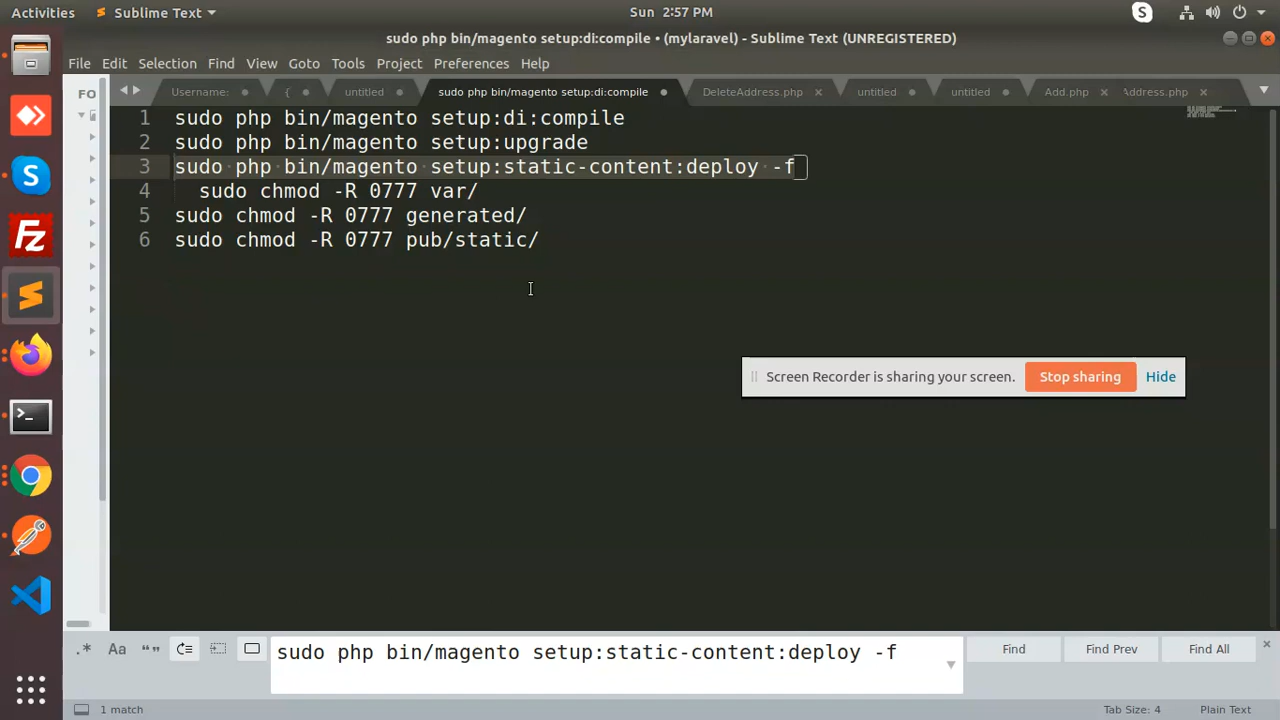 Activities Sublime Text Sun 2:57 PM
sudo php bin/magento setup:di:compile • (mylaravel) - Sublime Text (UNREGISTERED)
File Edit Selection Find View Goto Tools Project Preferences Help
FO
Username: { untitled sudo php bin/magento setup:di:compile DeleteAddress.php untitled untitled Add.php Address.php
1 sudo php bin/magento setup:di:compile
2 sudo php bin/magento setup:upgrade
3 sudo php bin/magento setup:static-content:deploy -f
4 sudo chmod -R 0777 var/
5 sudo chmod -R 0777 generated/
6 sudo chmod -R 0777 pub/static/
Screen Recorder is sharing your screen. Stop sharing Hide
.* Aa “” sudo php bin/magento setup:static-content:deploy -f Find Find Prev Find All
1 match Tab Size: 4 Plain Text